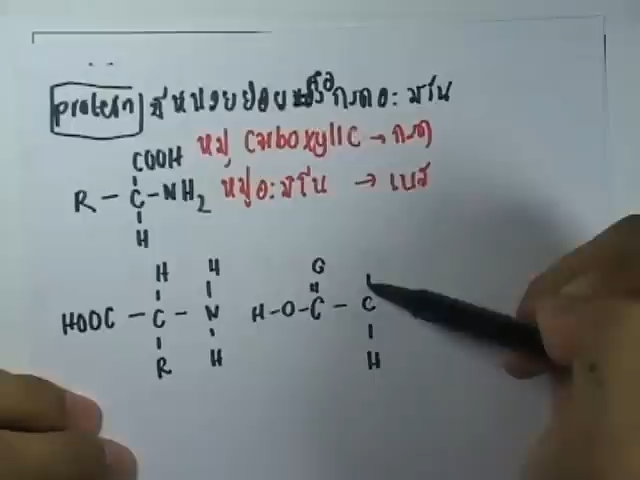 protein มีหน่วยย่อยคือกรดอะมิโน
หมู่ Carboxylic → กรด
COOH
R – C – NH₂ หมู่อะมิโน → เบส
H
H H O
HOOC – C – N H – O – C – C
R H H